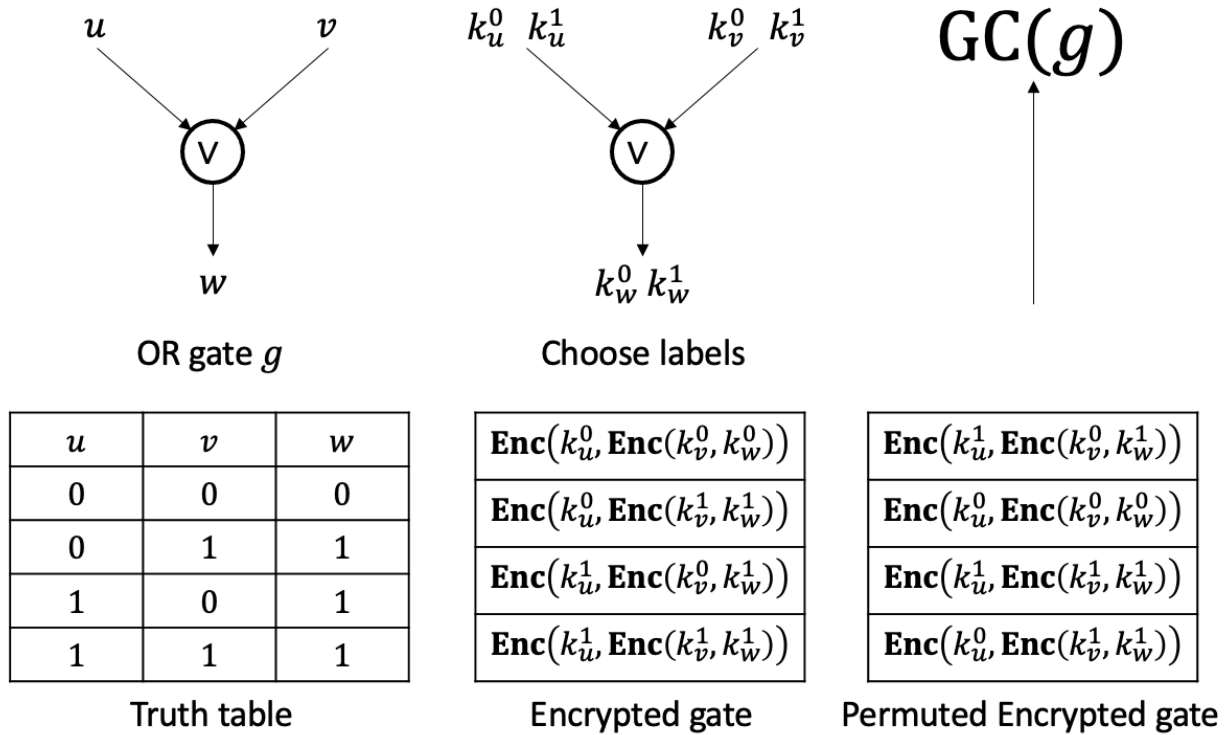 u v
k_u^0 k_u^1 k_v^0 k_v^1
GC(g)
∨
∨
w
k_w^0 k_w^1
OR gate g
Choose labels
u v w
0 0 0
0 1 1
1 0 1
1 1 1
Truth table
Enc(k_u^0, Enc(k_v^0, k_w^0))
Enc(k_u^0, Enc(k_v^1, k_w^1))
Enc(k_u^1, Enc(k_v^0, k_w^1))
Enc(k_u^1, Enc(k_v^1, k_w^1))
Encrypted gate
Enc(k_u^1, Enc(k_v^0, k_w^1))
Enc(k_u^0, Enc(k_v^0, k_w^0))
Enc(k_u^1, Enc(k_v^1, k_w^1))
Enc(k_u^0, Enc(k_v^1, k_w^1))
Permuted Encrypted gate